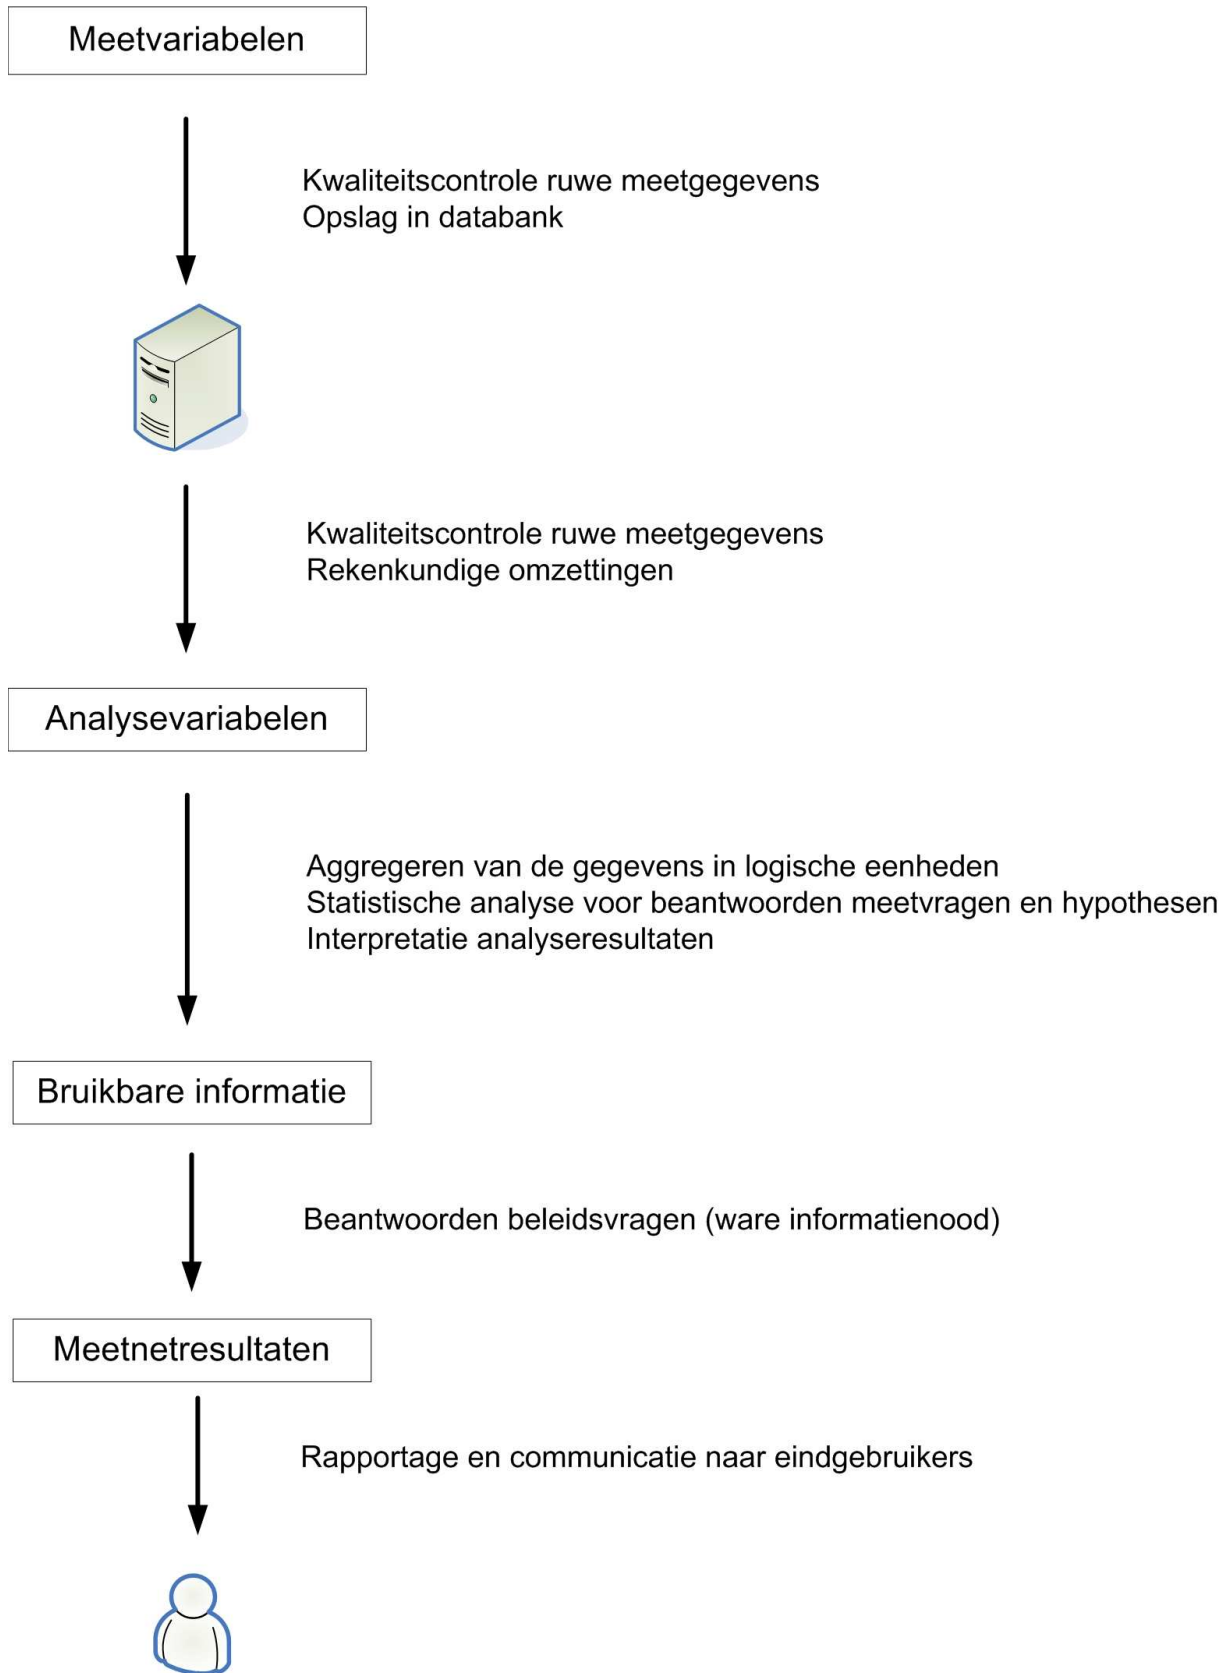 Meetvariabelen
Kwaliteitscontrole ruwe meetgegevens
Opslag in databank
Kwaliteitscontrole ruwe meetgegevens
Rekenkundige omzettingen
Analysevariabelen
Aggregeren van de gegevens in logische eenheden
Statistische analyse voor beantwoorden meetvragen en hypothesen
Interpretatie analyseresultaten
Bruikbare informatie
Beantwoorden beleidsvragen (ware informatienood)
Meetnetresultaten
Rapportage en communicatie naar eindgebruikers